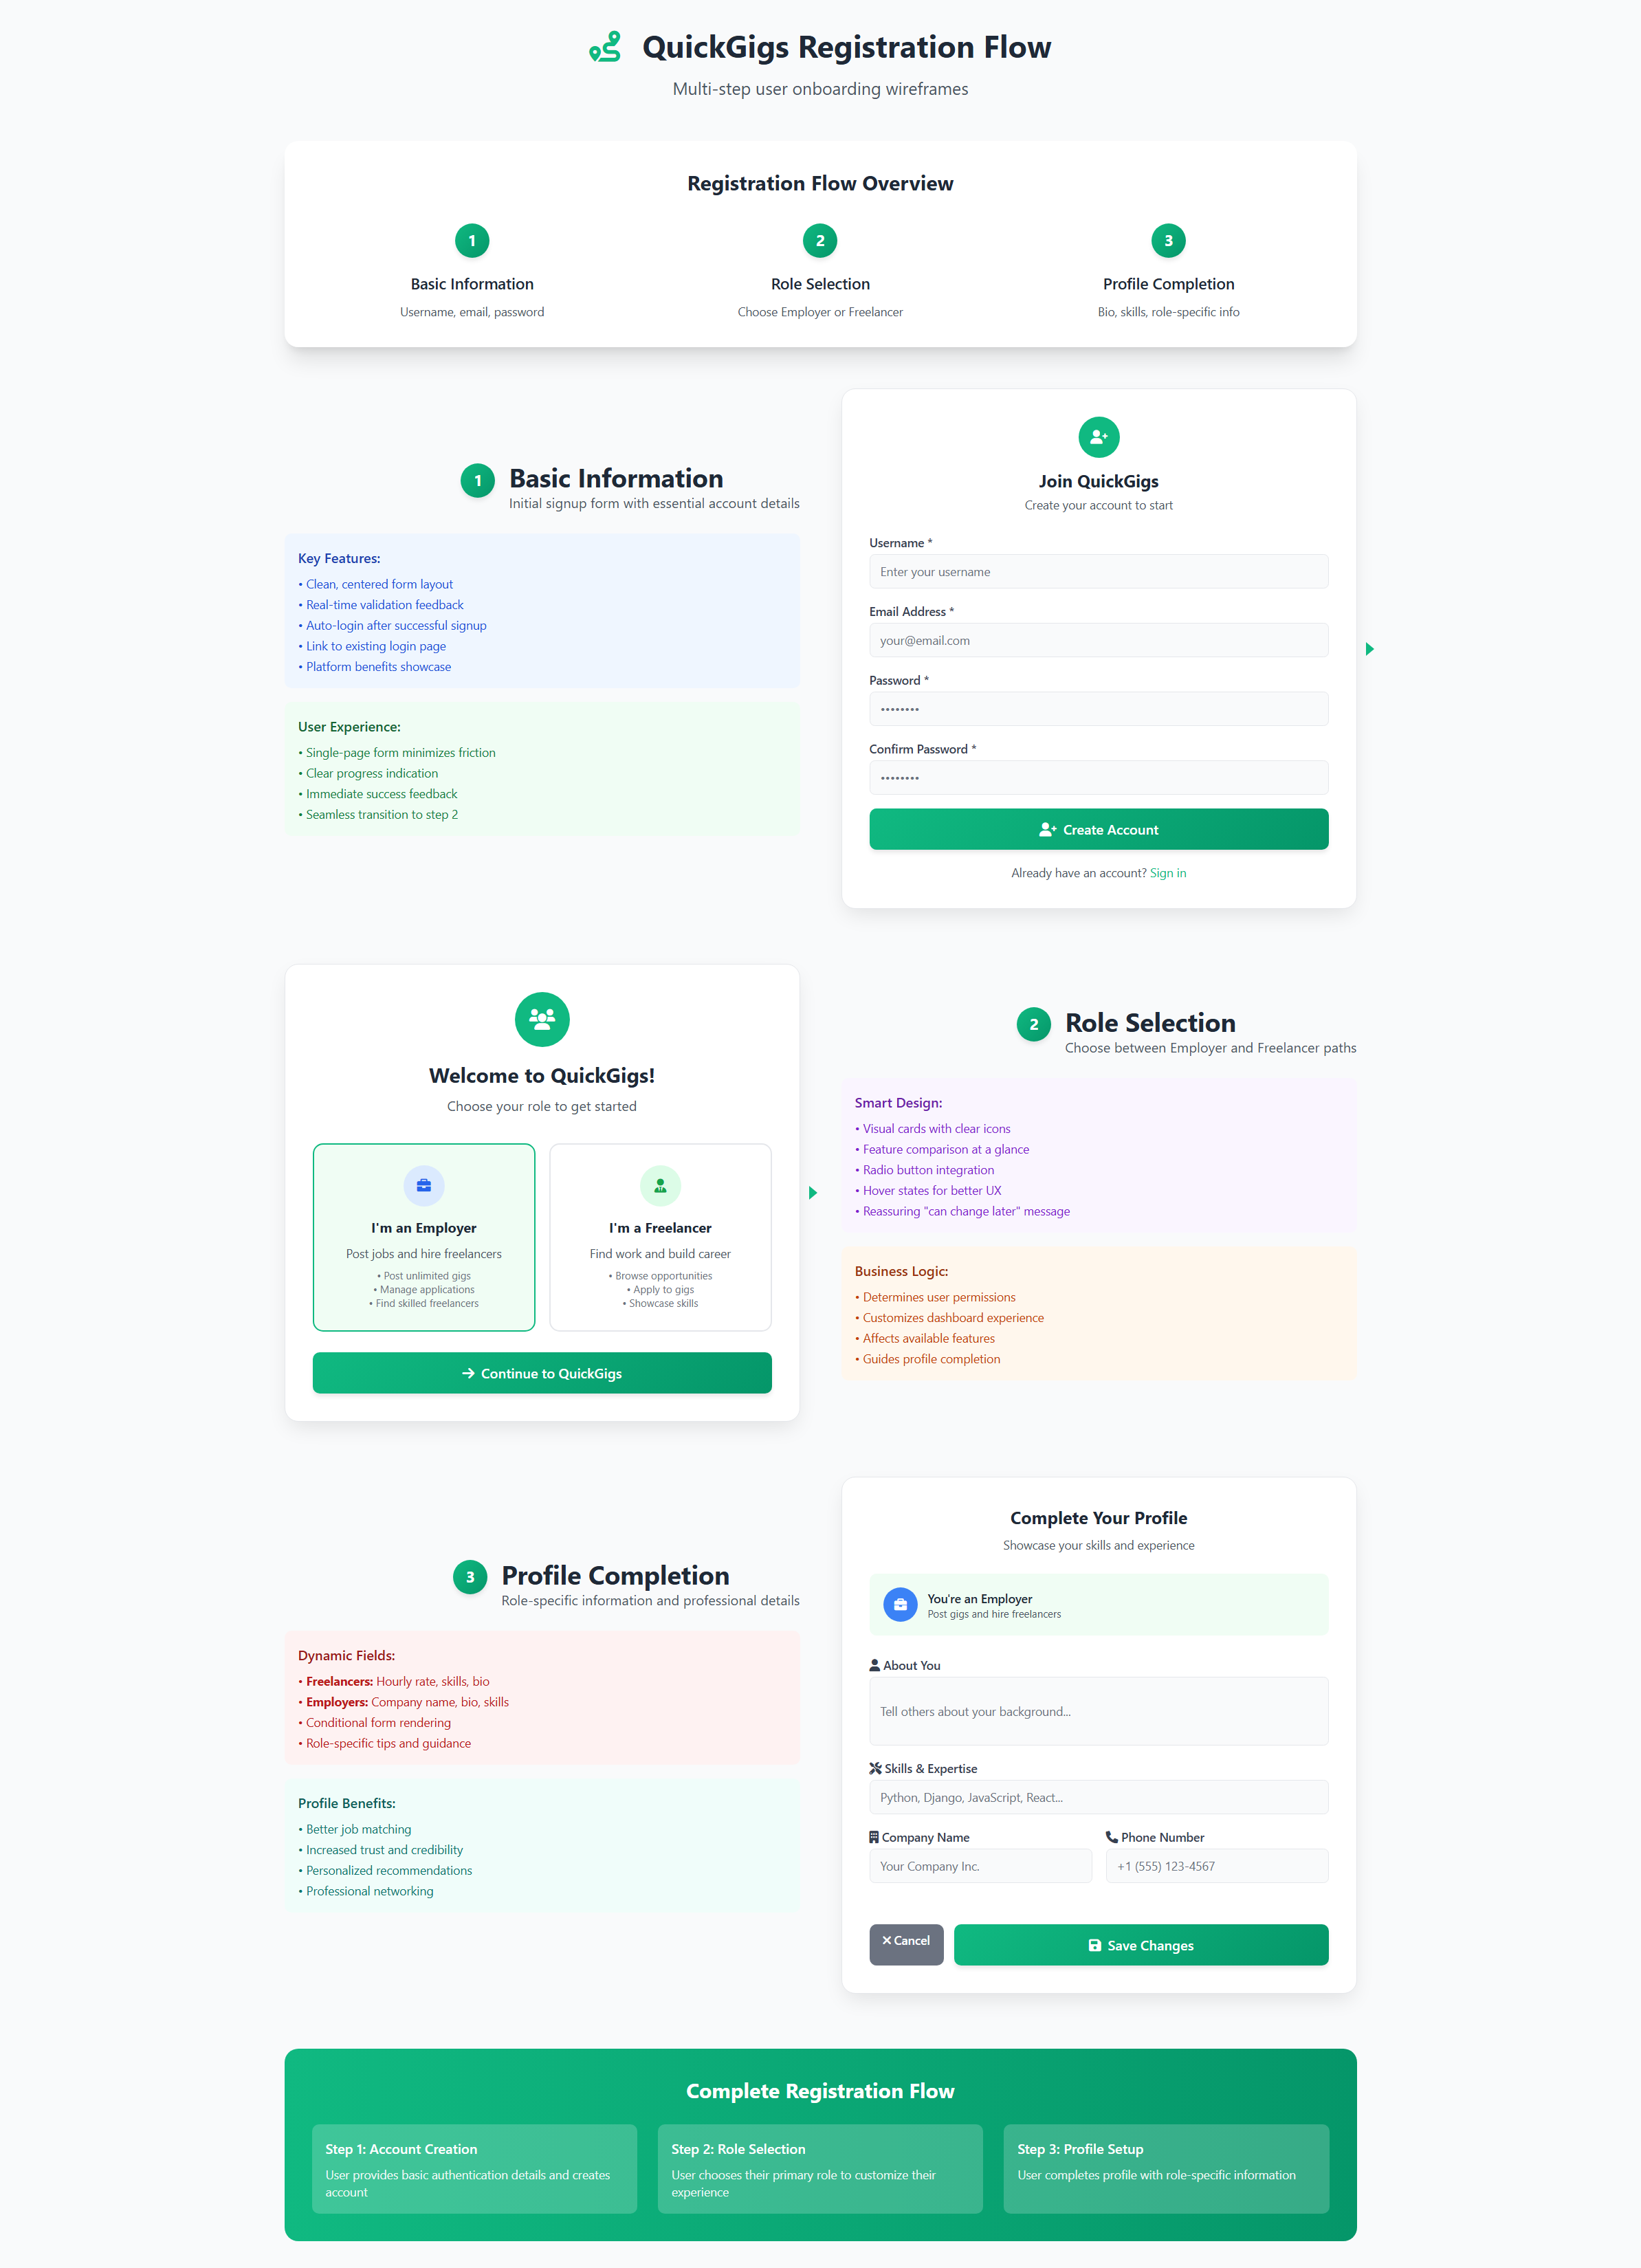 QuickGigs Registration Flow
Multi-step user onboarding wireframes
Registration Flow Overview
1
Basic Information
Username, email, password
2
Role Selection
Choose Employer or Freelancer
3
Profile Completion
Bio, skills, role-specific info
1
Basic Information
Initial signup form with essential account details
Key Features:
• Clean, centered form layout
• Real-time validation feedback
• Auto-login after successful signup
• Link to existing login page
• Platform benefits showcase
User Experience:
• Single-page form minimizes friction
• Clear progress indication
• Immediate success feedback
• Seamless transition to step 2
Join QuickGigs
Create your account to start
Username *
Enter your username
Email Address *
your@email.com
Password *
••••••••
Confirm Password *
••••••••
Create Account
Already have an account? Sign in
Welcome to QuickGigs!
Choose your role to get started
I'm an Employer
Post jobs and hire freelancers
• Post unlimited gigs
• Manage applications
• Find skilled freelancers
I'm a Freelancer
Find work and build career
• Browse opportunities
• Apply to gigs
• Showcase skills
Continue to QuickGigs
2
Role Selection
Choose between Employer and Freelancer paths
Smart Design:
• Visual cards with clear icons
• Feature comparison at a glance
• Radio button integration
• Hover states for better UX
• Reassuring "can change later" message
Business Logic:
• Determines user permissions
• Customizes dashboard experience
• Affects available features
• Guides profile completion
3
Profile Completion
Role-specific information and professional details
Dynamic Fields:
• Freelancers: Hourly rate, skills, bio
• Employers: Company name, bio, skills
• Conditional form rendering
• Role-specific tips and guidance
Profile Benefits:
• Better job matching
• Increased trust and credibility
• Personalized recommendations
• Professional networking
Complete Your Profile
Showcase your skills and experience
You're an Employer
Post gigs and hire freelancers
About You
Tell others about your background...
Skills & Expertise
Python, Django, JavaScript, React...
Company Name
Your Company Inc.
Phone Number
+1 (555) 123-4567
Cancel
Save Changes
Complete Registration Flow
Step 1: Account Creation
User provides basic authentication details and creates
account
Step 2: Role Selection
User chooses their primary role to customize their
experience
Step 3: Profile Setup
User completes profile with role-specific information